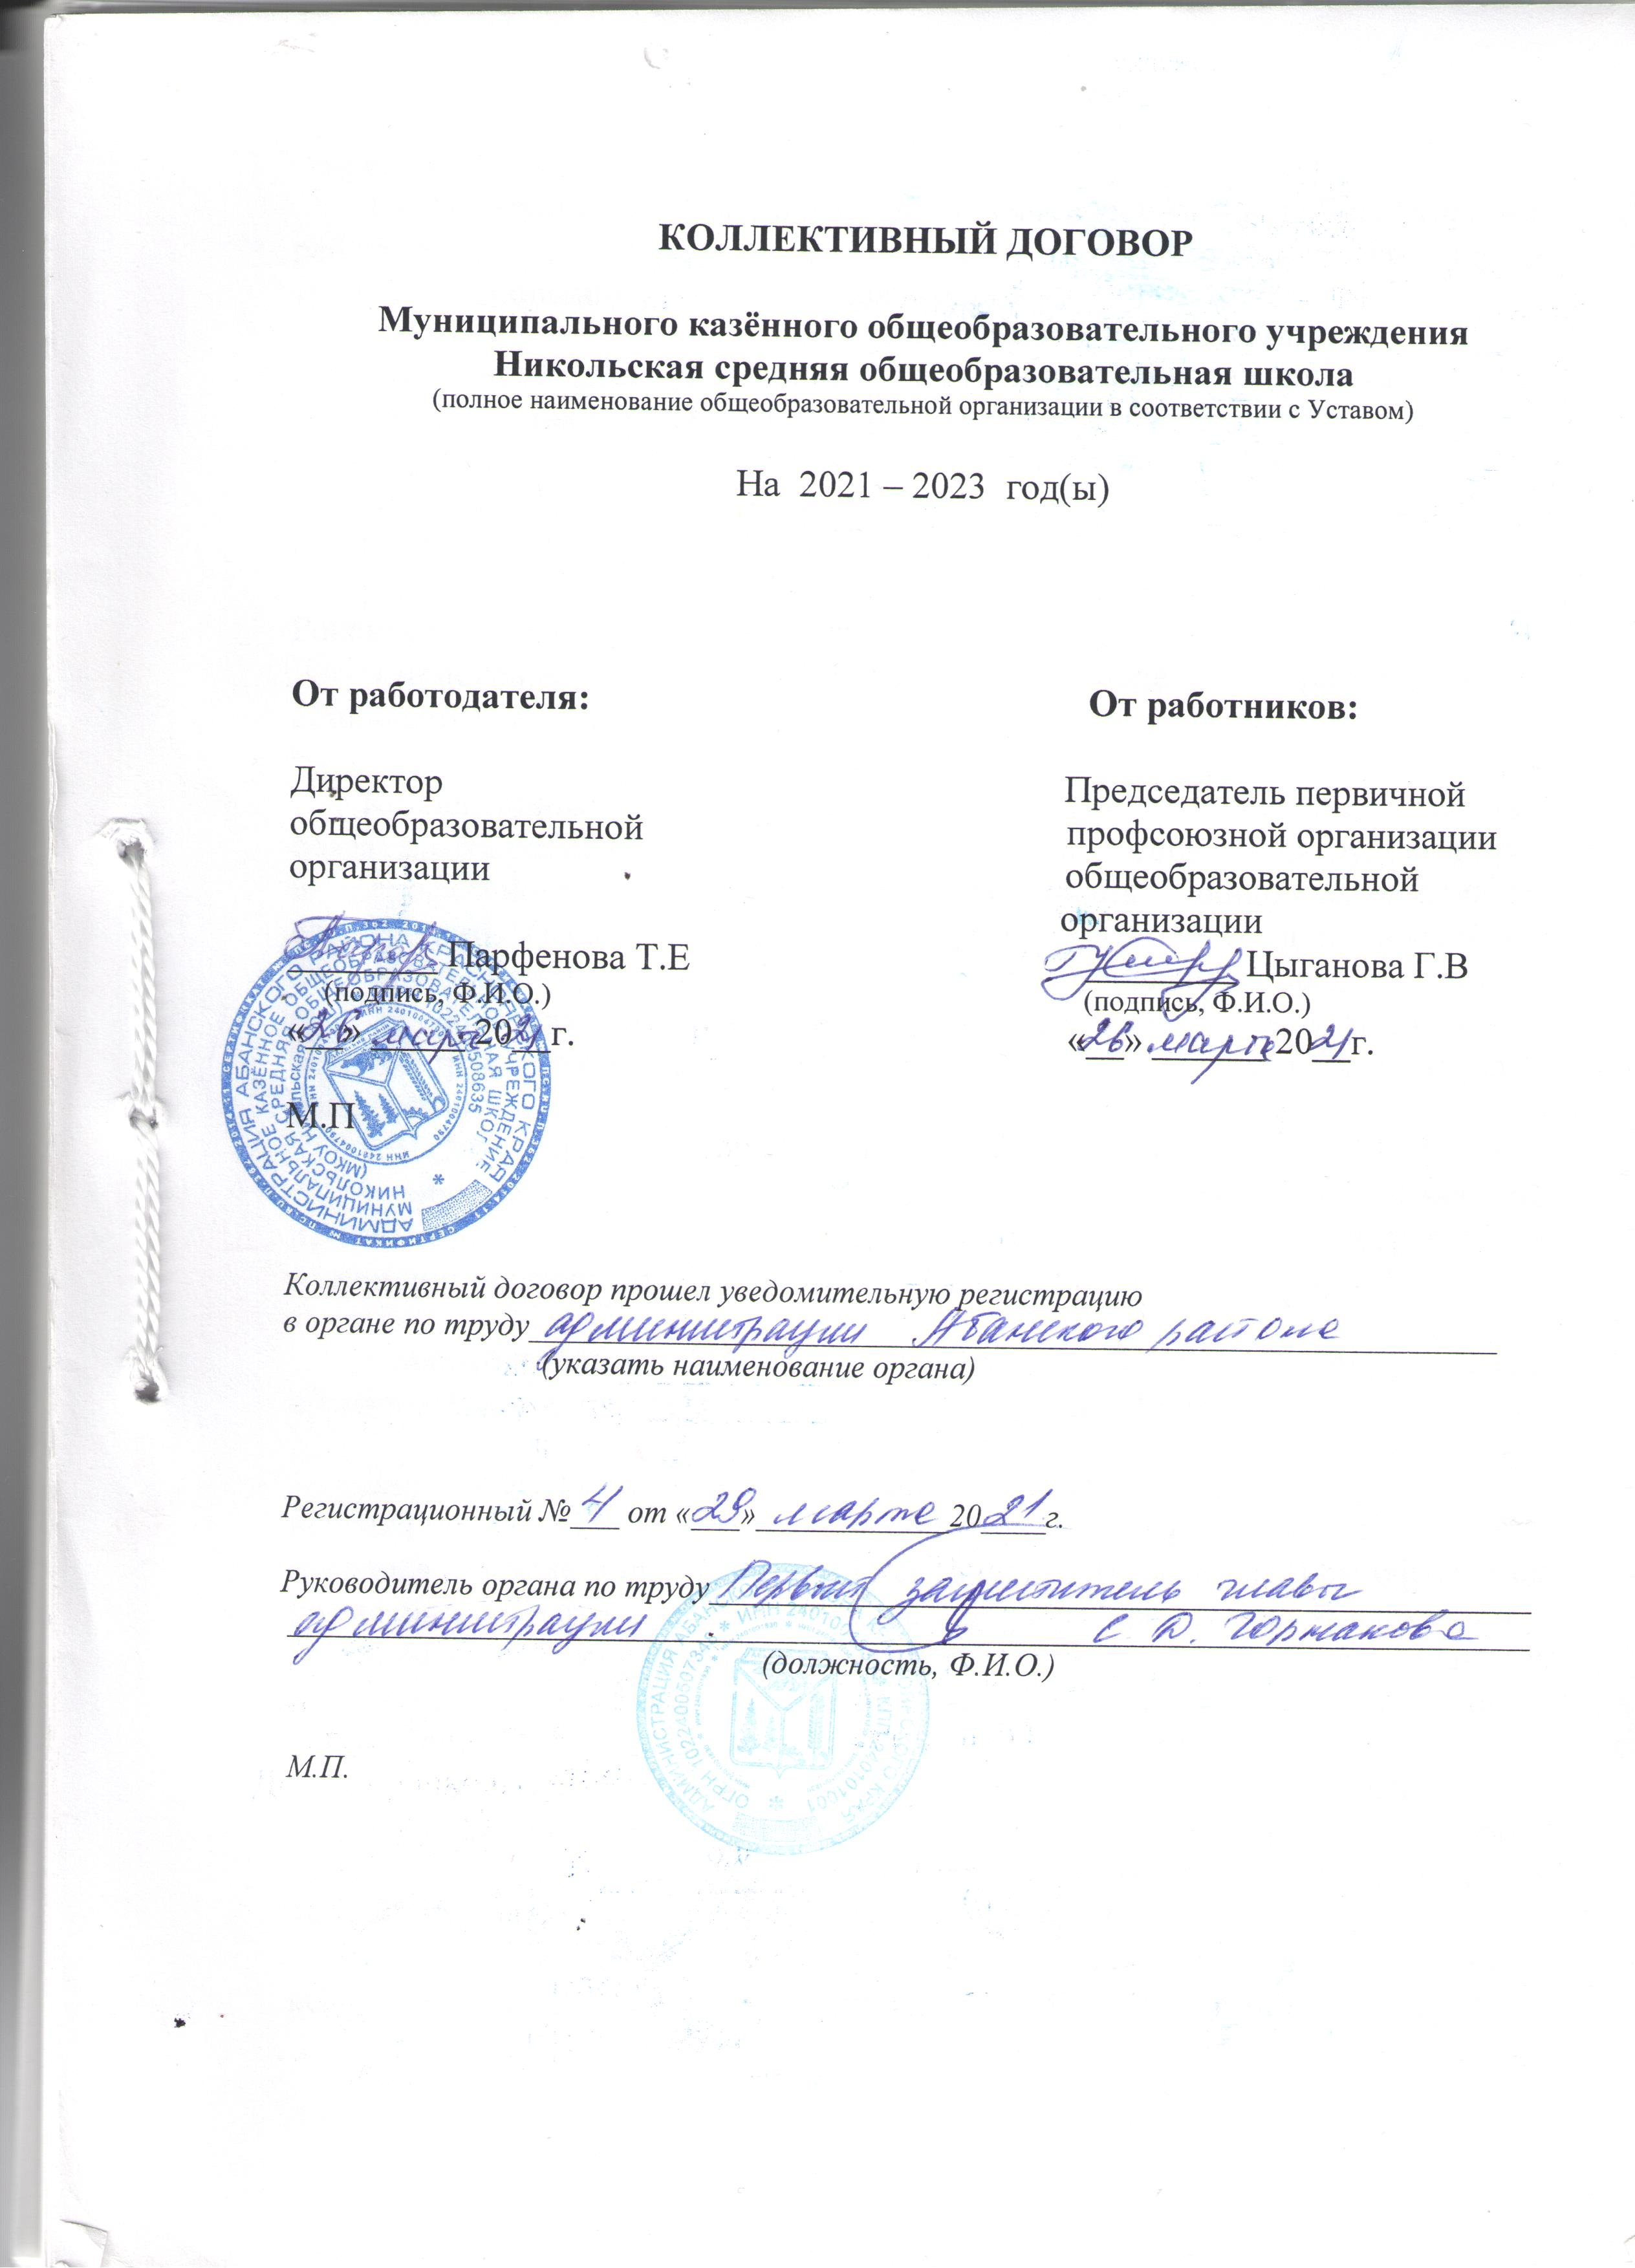 КОЛЛЕКТИВНЫЙ ДОГОВОР
Муниципального казённого общеобразовательного учреждения
Никольская средняя общеобразовательная школа
(полное наименование общеобразовательной организации в соответствии с Уставом)
На 2021 – 2023 год(ы)
От работодателя:
Директор
общеобразовательной
организации
Парфенова Т.Е
(подпись, Ф.И.О.)
«26» марта 2021 г.
М.П
От работников:
Председатель первичной
профсоюзной организации
общеобразовательной
организации
Цыганова Г.В
(подпись, Ф.И.О.)
«26» марта 2021 г.
Коллективный договор прошел уведомительную регистрацию
в органе по труду администрации Абанского района
(указать наименование органа)
Регистрационный № 4 от «29» марта 2021 г.
Руководитель органа по труду Первый заместитель главы
администрации С Д. Горнакова
(должность, Ф.И.О.)
М.П.